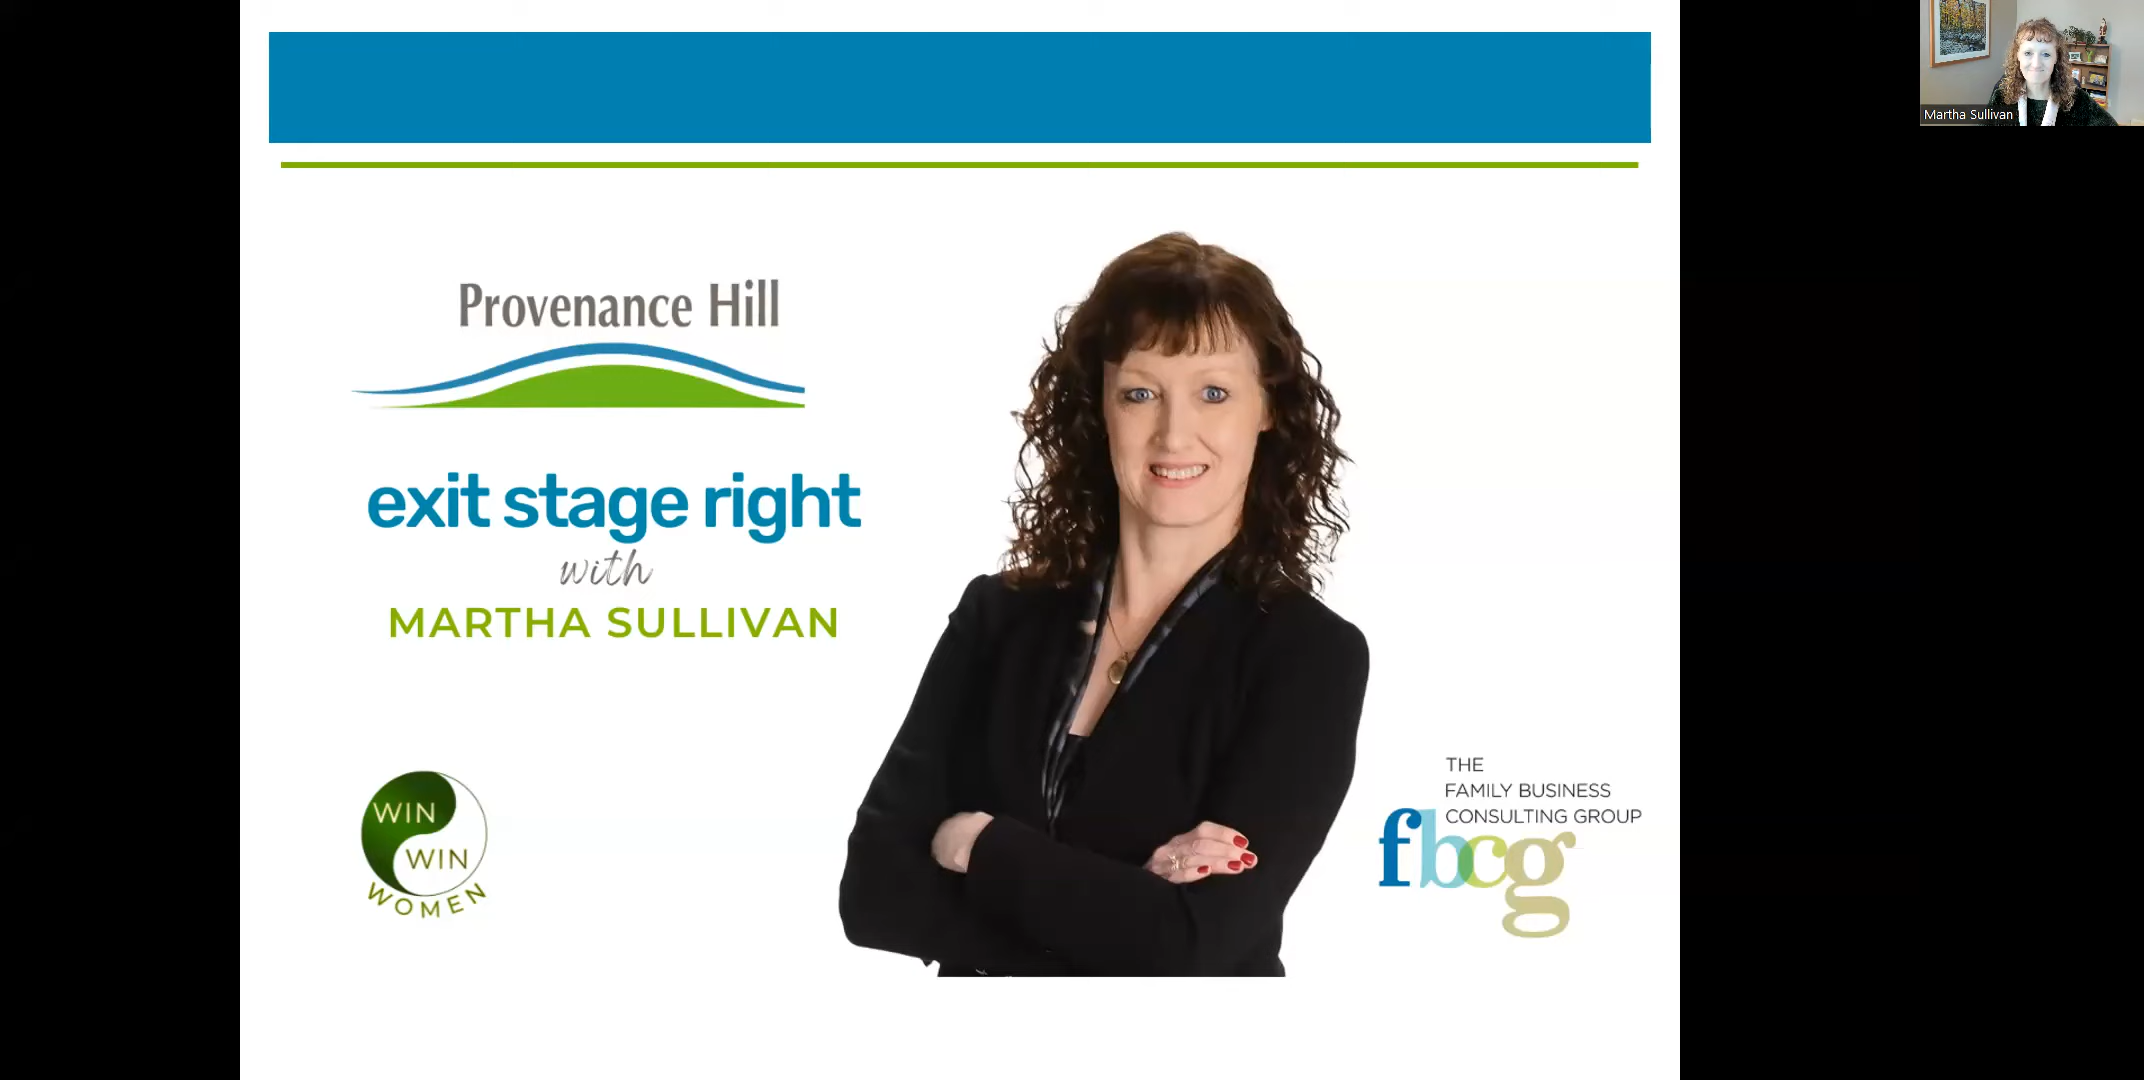 Martha Sullivan
Provenance Hill
exit stage right
with
MARTHA SULLIVAN
WIN
WIN
WOMEN
THE
FAMILY BUSINESS
CONSULTING GROUP
fbcg